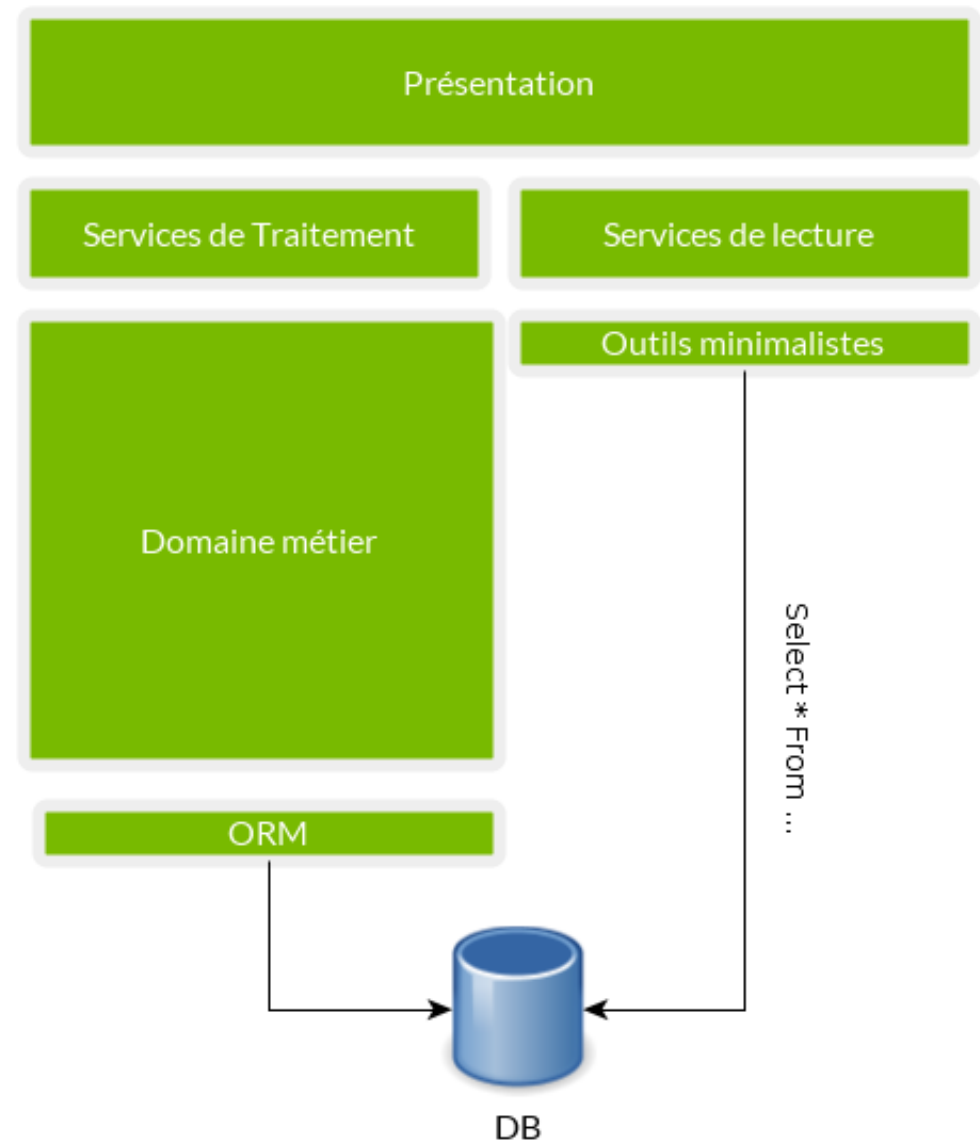 Présentation
Services de Traitement
Services de lecture
Outils minimalistes
Domaine métier
Select * From ...
ORM
DB